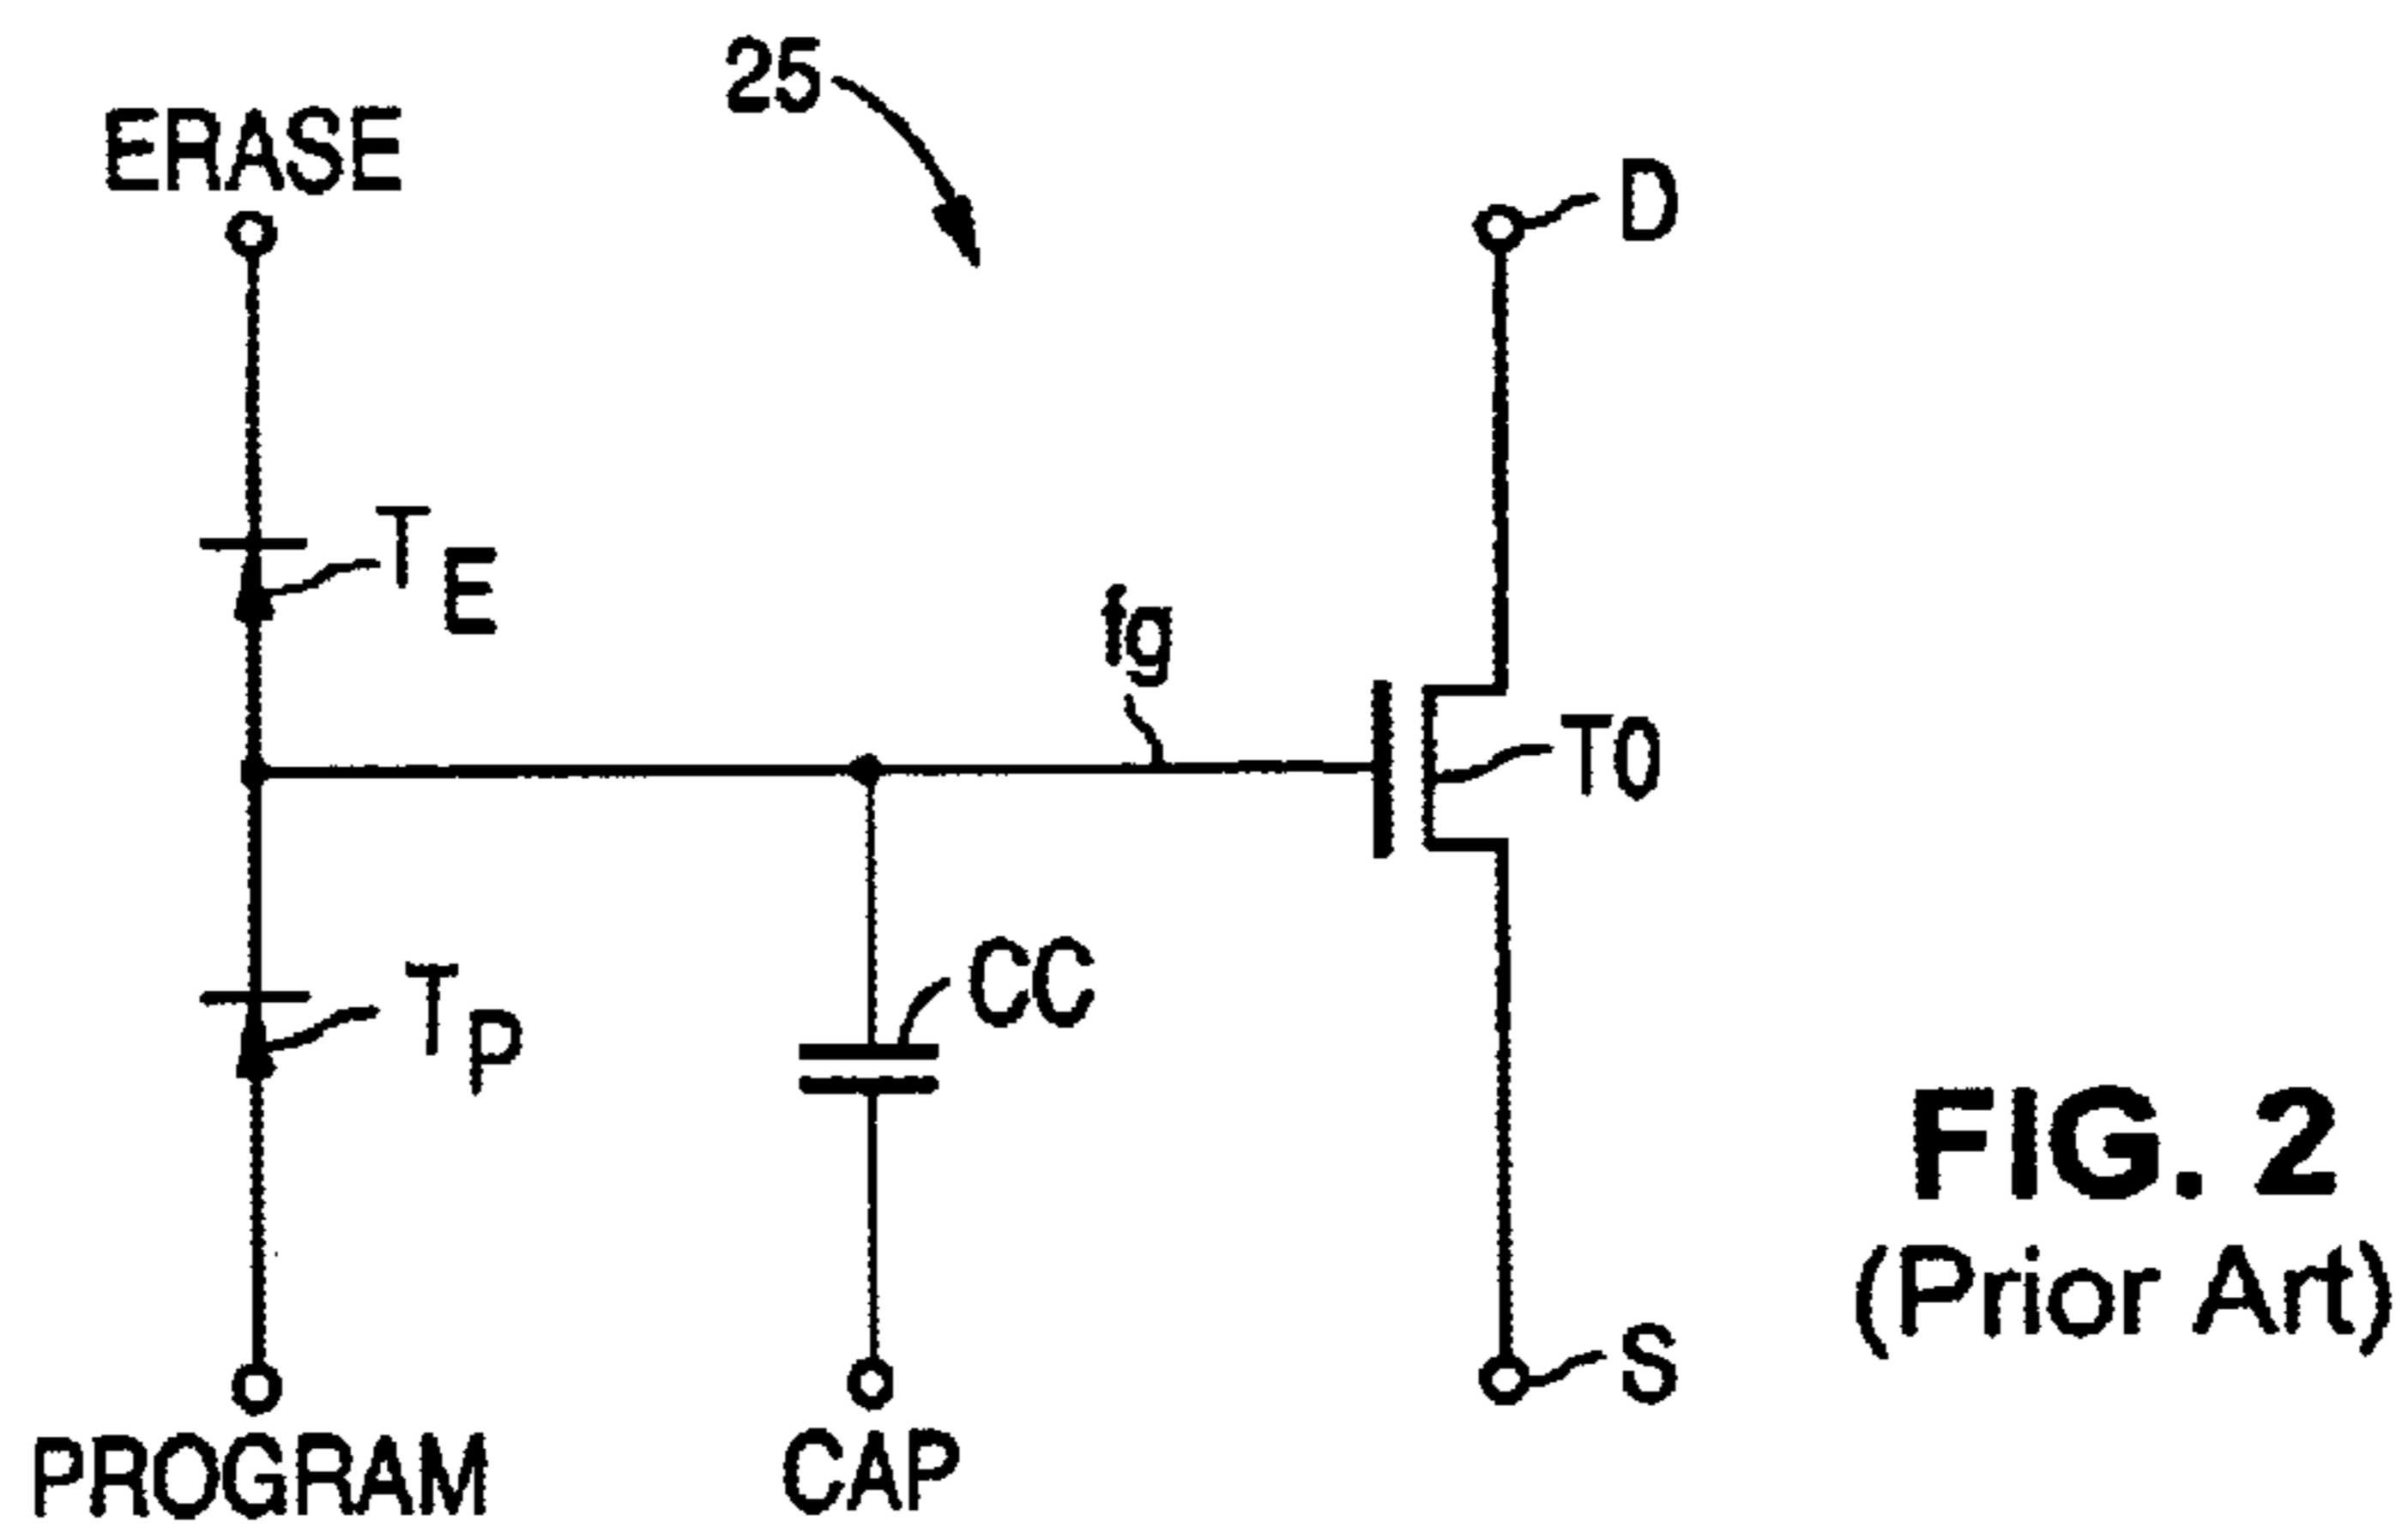 25
ERASE
D
TE
fg
T0
TP
CC
FIG. 2
(Prior Art)
S
PROGRAM
CAP